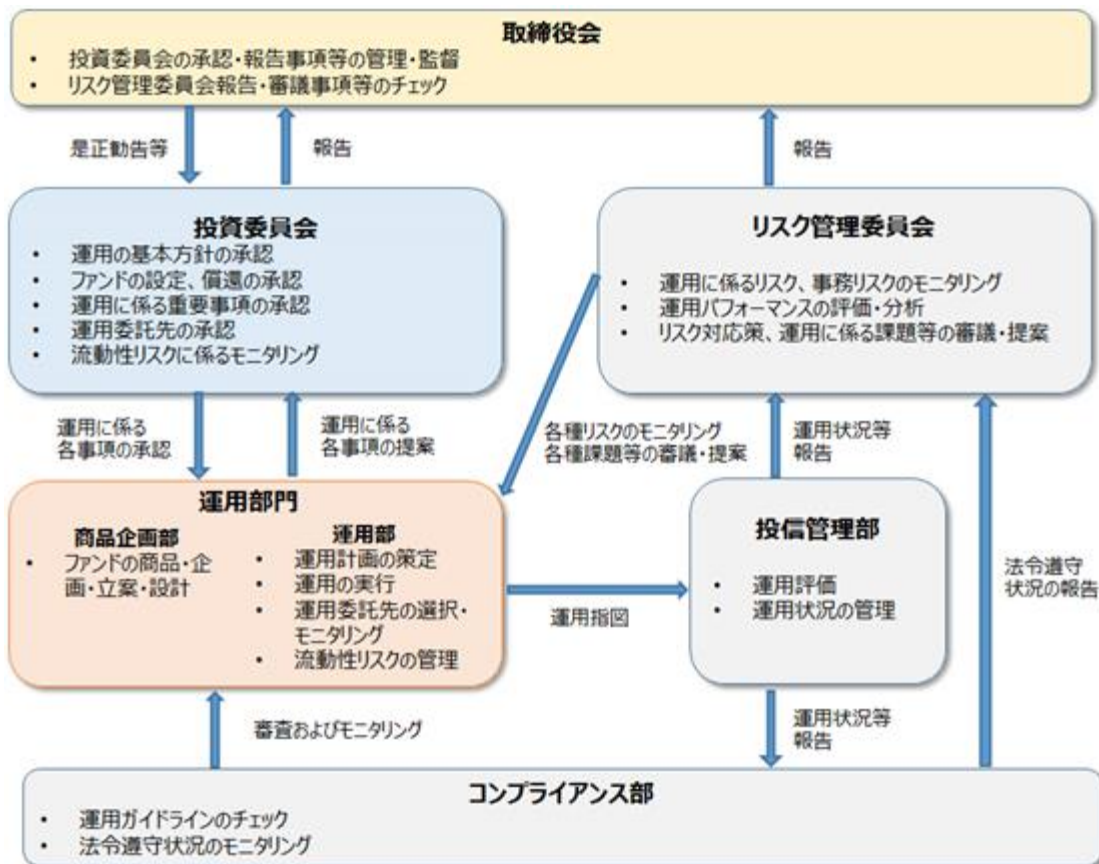 取締役会
・ 投資委員会の承認・報告事項等の管理・監督
・ リスク管理委員会報告・審議事項等のチェック
是正勧告等
報告
報告
投資委員会
・ 運用の基本方針の承認
・ ファンドの設定、償還の承認
・ 運用に係る重要事項の承認
・ 運用委託先の承認
・ 流動性リスクに係るモニタリング
リスク管理委員会
・ 運用に係るリスク、事務リスクのモニタリング
・ 運用パフォーマンスの評価・分析
・ リスク対応策、運用に係る課題等の審議・提案
運用に係る
各事項の承認
運用に係る
各事項の提案
各種リスクのモニタリング
各種課題等の審議・提案
運用状況等
報告
運用部門
商品企画部
・ ファンドの商品・企
画・立案・設計
運用部
・ 運用計画の策定
・ 運用の実行
・ 運用委託先の選択・
モニタリング
・ 流動性リスクの管理
運用指図
投信管理部
・ 運用評価
・ 運用状況の管理
法令遵守
状況の報告
審査およびモニタリング
運用状況等
報告
コンプライアンス部
・ 運用ガイドラインのチェック
・ 法令遵守状況のモニタリング